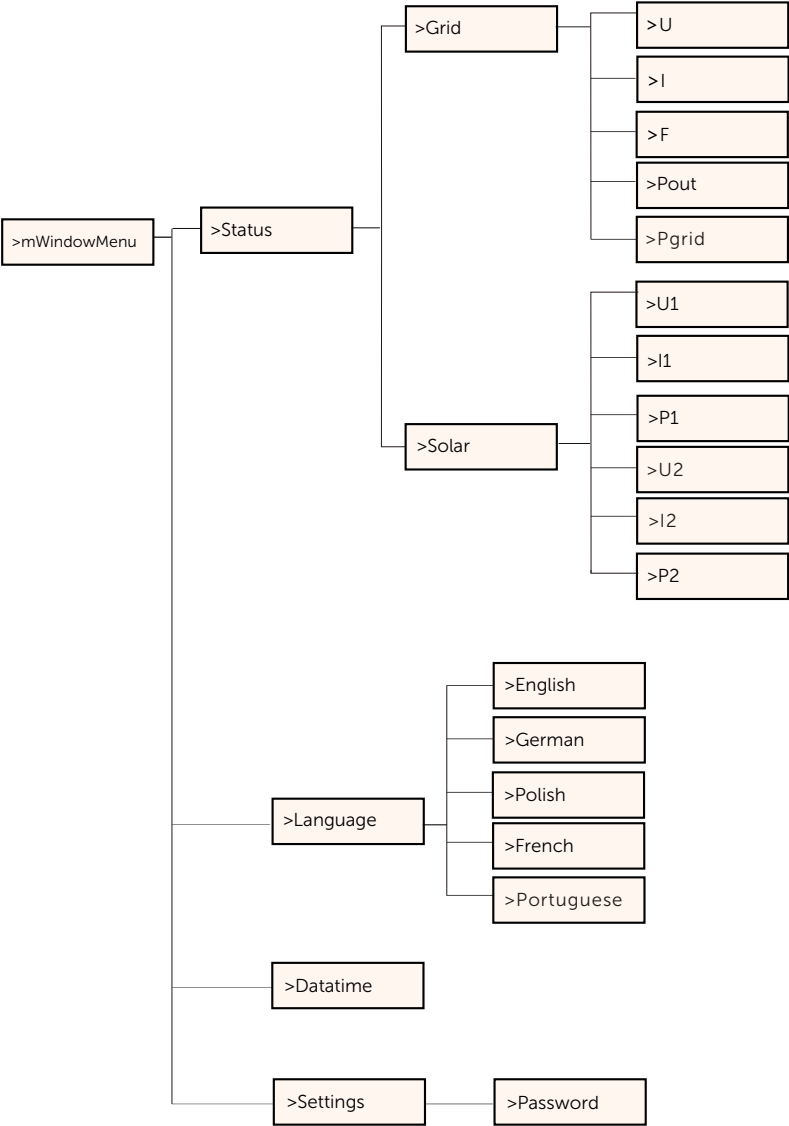 >mWindowMenu
>Status
>Grid
>U
>I
>F
>Pout
>Pgrid
>Solar
>U1
>I1
>P1
>U2
>I2
>P2
>Language
>English
>German
>Polish
>French
>Portuguese
>Datatime
>Settings
>Password